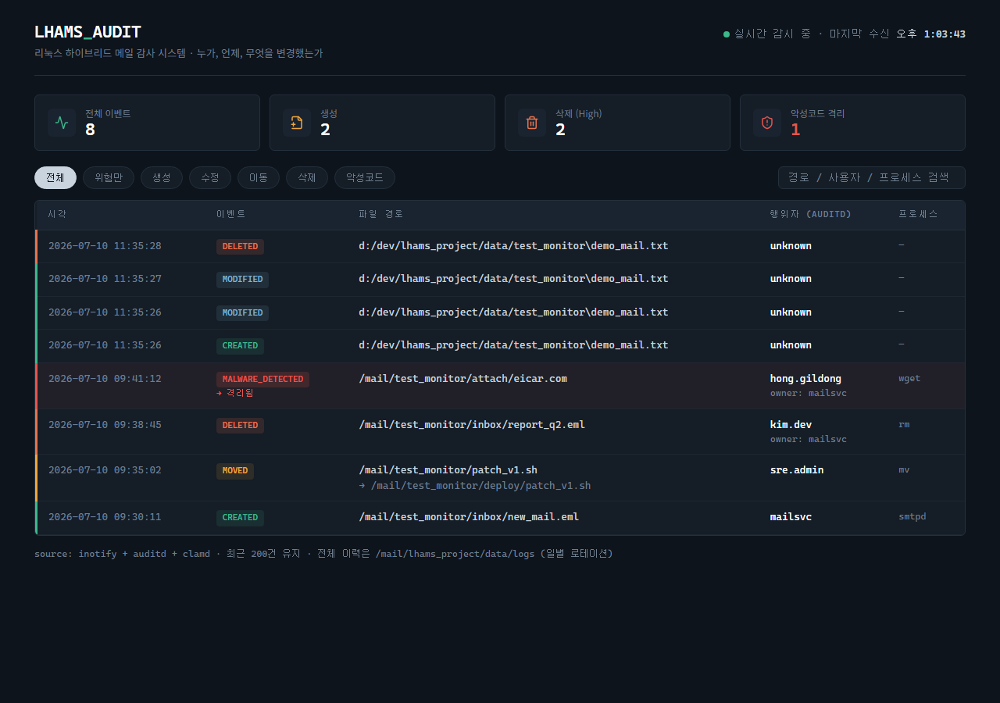 LHAMS_AUDIT
리눅스 하이브리드 메일 감사 시스템 · 누가, 언제, 무엇을 변경했는가
실시간 감시 중 · 마지막 수신 오후 1:03:43
전체 이벤트
8
생성
2
삭제 (High)
2
악성코드 격리
1
전체 위험만 생성 수정 이동 삭제 악성코드
경로 / 사용자 / 프로세스 검색
시각 이벤트 파일 경로 행위자 (AUDITD) 프로세스
2026-07-10 11:35:28 DELETED d:/dev/lhams_project/data/test_monitor\demo_mail.txt unknown —
2026-07-10 11:35:27 MODIFIED d:/dev/lhams_project/data/test_monitor\demo_mail.txt unknown —
2026-07-10 11:35:26 MODIFIED d:/dev/lhams_project/data/test_monitor\demo_mail.txt unknown —
2026-07-10 11:35:26 CREATED d:/dev/lhams_project/data/test_monitor\demo_mail.txt unknown —
2026-07-10 09:41:12 MALWARE_DETECTED /mail/test_monitor/attach/eicar.com hong.gildong wget
→ 격리됨 owner: mailsvc
2026-07-10 09:38:45 DELETED /mail/test_monitor/inbox/report_q2.eml kim.dev rm
owner: mailsvc
2026-07-10 09:35:02 MOVED /mail/test_monitor/patch_v1.sh sre.admin mv
→ /mail/test_monitor/deploy/patch_v1.sh
2026-07-10 09:30:11 CREATED /mail/test_monitor/inbox/new_mail.eml mailsvc smtpd
source: inotify + auditd + clamd · 최근 200건 유지 · 전체 이력은 /mail/lhams_project/data/logs (일별 로테이션)